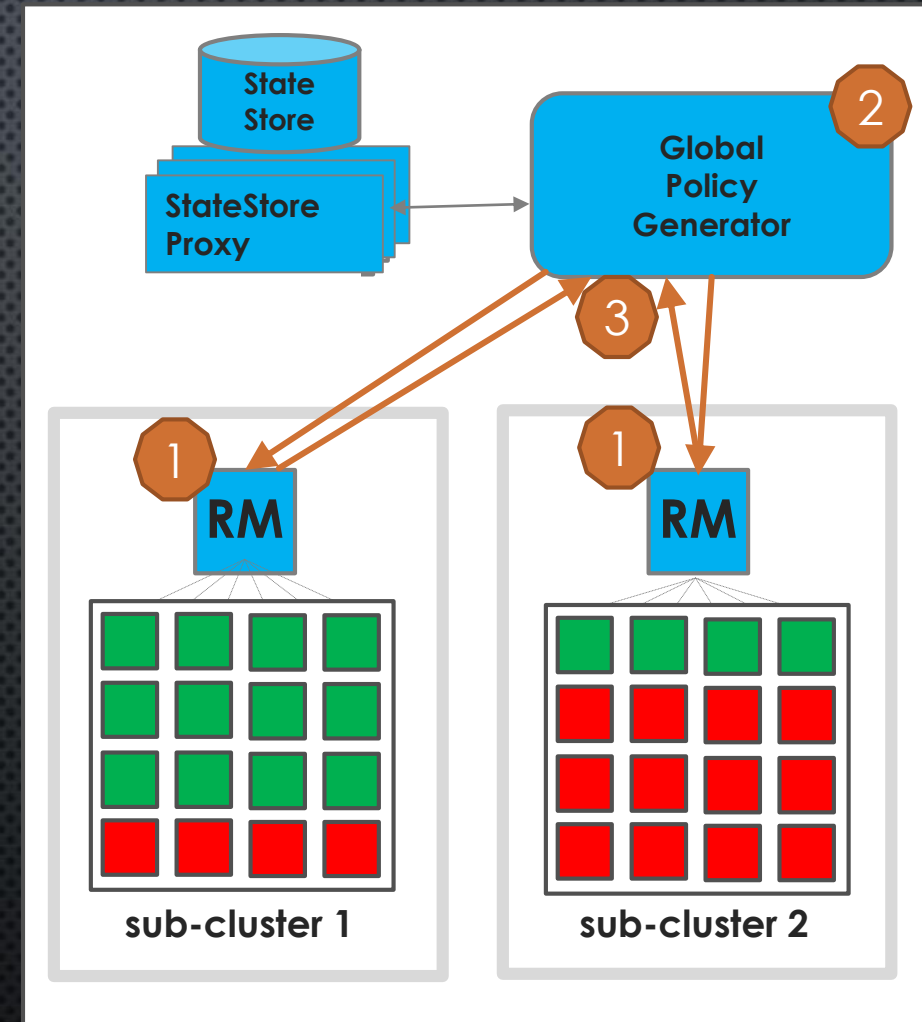 State
Store
StateStore
Proxy
Global
Policy
Generator
2
3
1
RM
sub-cluster 1
1
RM
sub-cluster 2